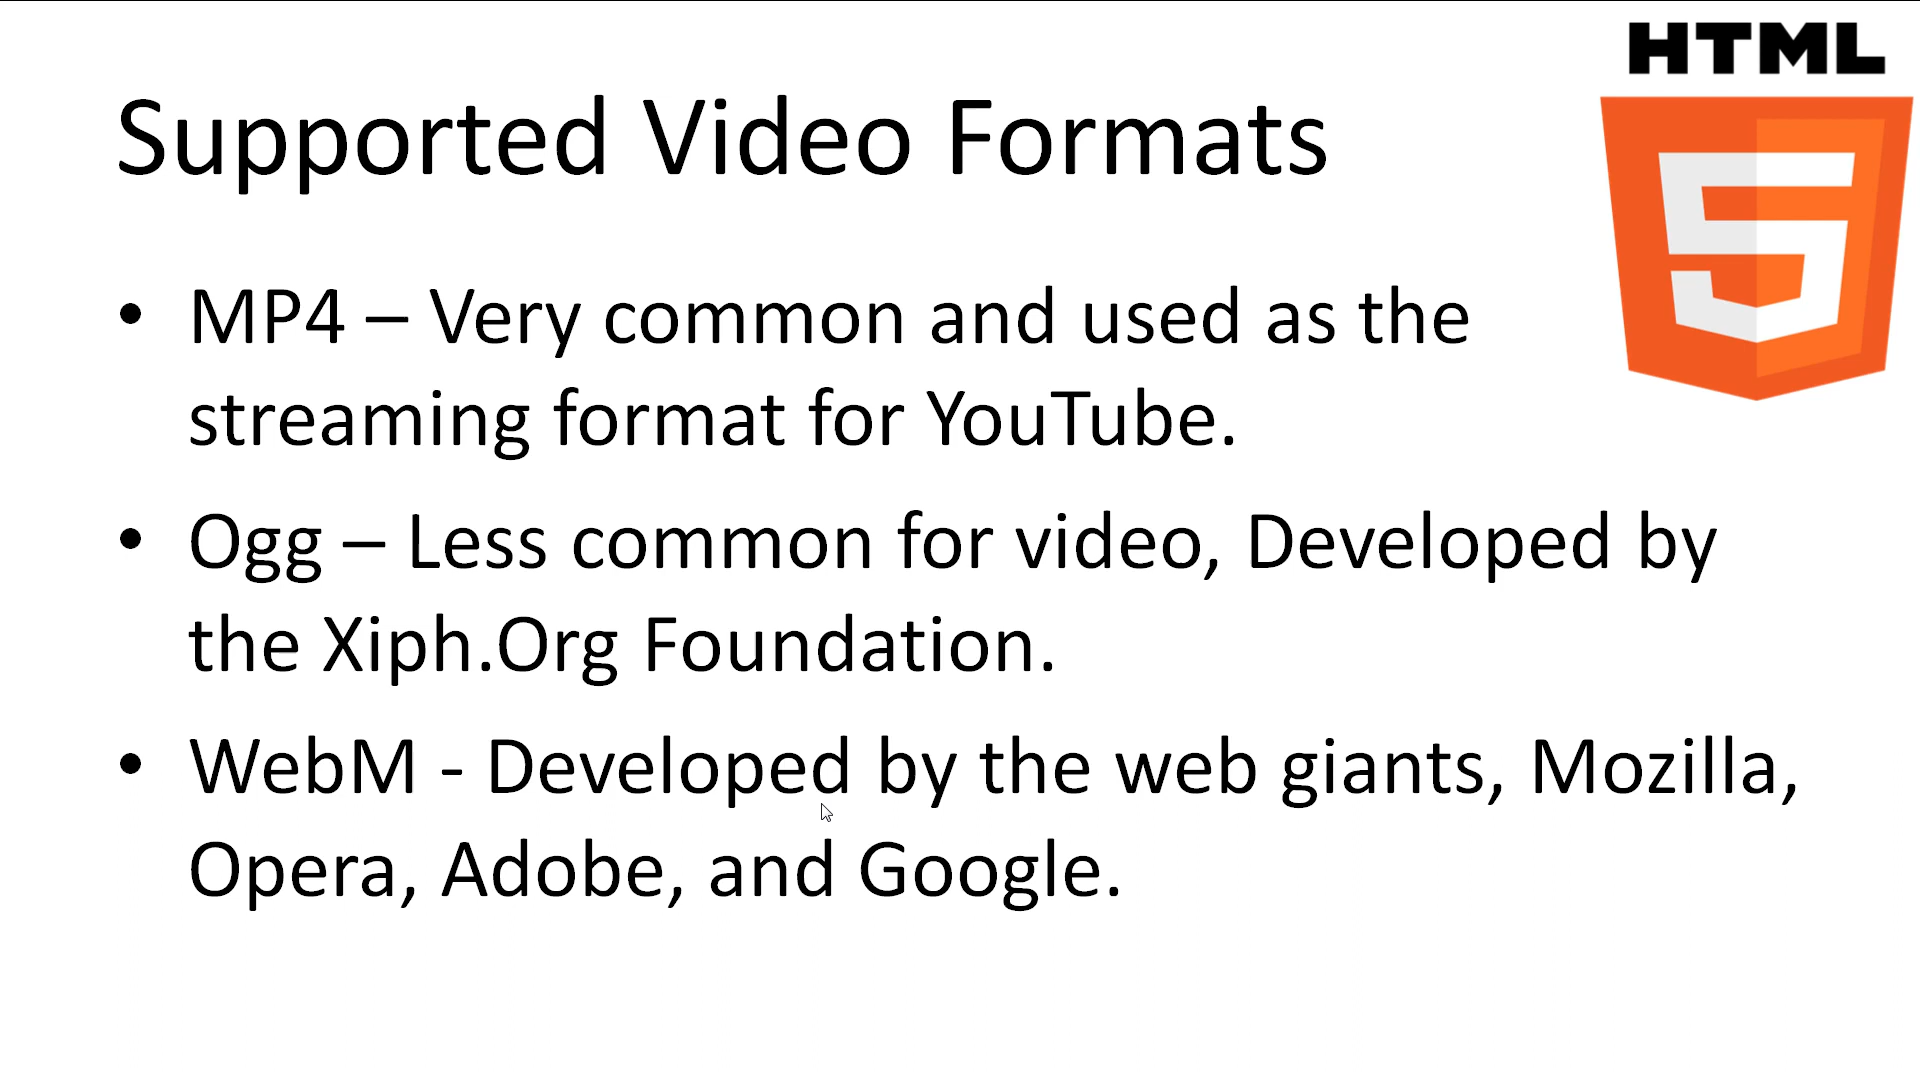 HTML
5
Supported Video Formats
• MP4 – Very common and used as the
streaming format for YouTube.
• Ogg – Less common for video, Developed by
the Xiph.Org Foundation.
• WebM - Developed by the web giants, Mozilla,
Opera, Adobe, and Google.